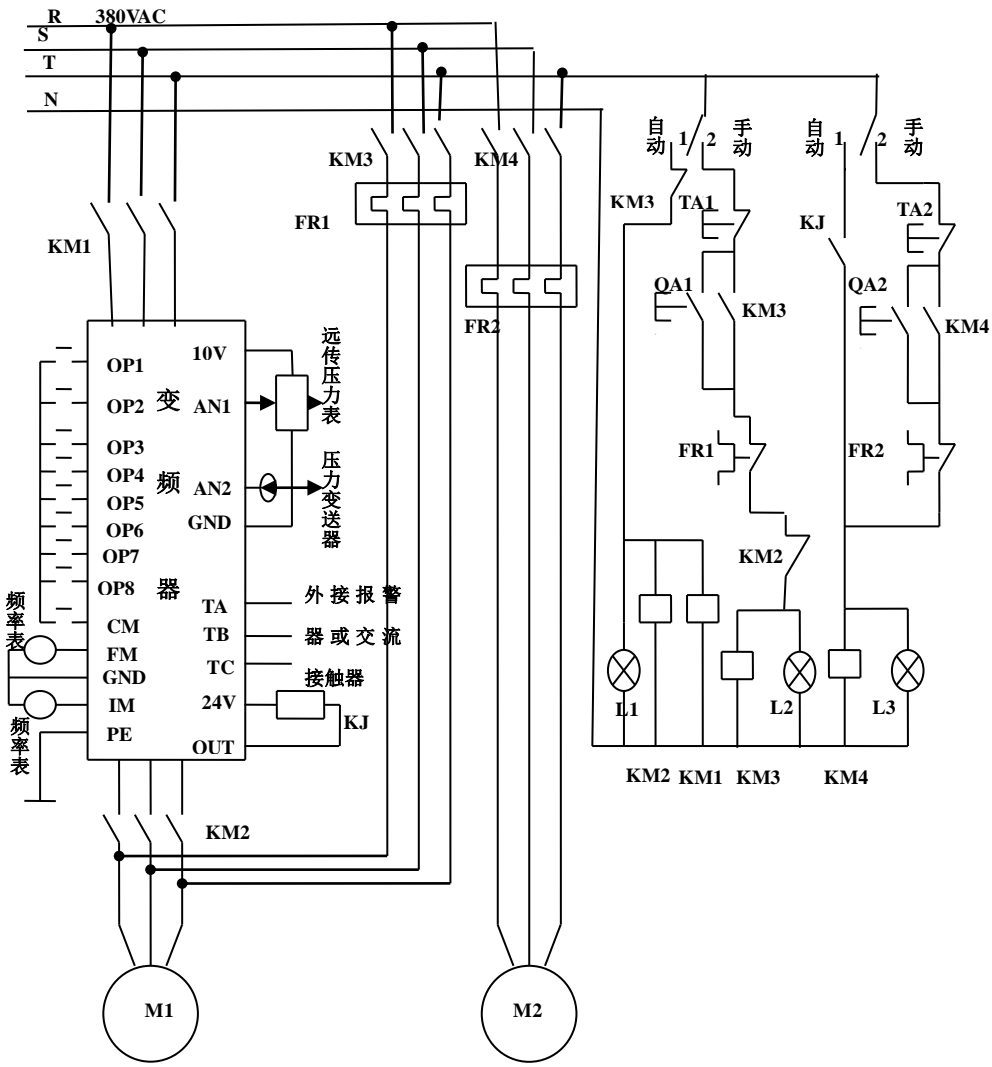 R 380VAC
S
T
N
自动 1 2 手动
自动 1 2 手动
KM3
KM4
KM3
TA1
TA2
FR1
KJ
KM1
QA1
KM3
QA2
KM4
FR2
OP1
OP2
OP3
OP4
OP5
OP6
OP7
OP8
CM
FM
GND
IM
PE
变频器
10V
AN1
AN2
GND
TA
TB
TC
24V
OUT
远传压力表
压力变送器
外接报警
器或交流
接触器
KJ
频率表
频率表
FR1
FR2
KM2
L1
L2
L3
KM2
KM1
KM3
KM4
KM2
M1
M2